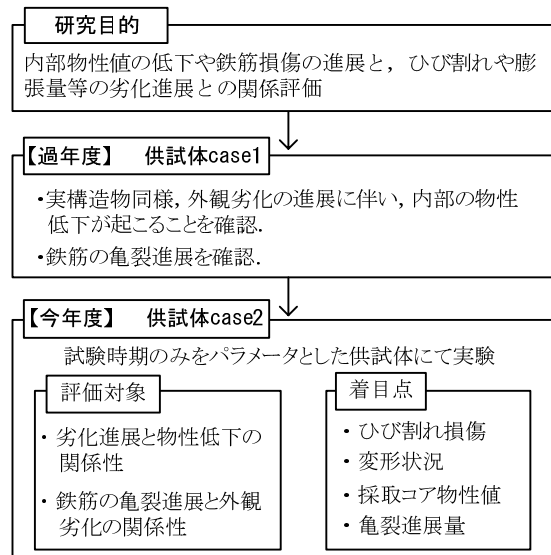 研究目的
内部物性値の低下や鉄筋損傷の進展と，ひび割れや膨
張量等の劣化進展との関係評価
【過年度】　供試体case1
・実構造物同様，外観劣化の進展に伴い，内部の物性
低下が起こることを確認．
・鉄筋の亀裂進展を確認．
【今年度】　供試体case2
試験時期のみをパラメータとした供試体にて実験
評価対象
・劣化進展と物性低下の
関係性
・鉄筋の亀裂進展と外観
劣化の関係性
着目点
・ひび割れ損傷
・変形状況
・採取コア物性値
・亀裂進展量